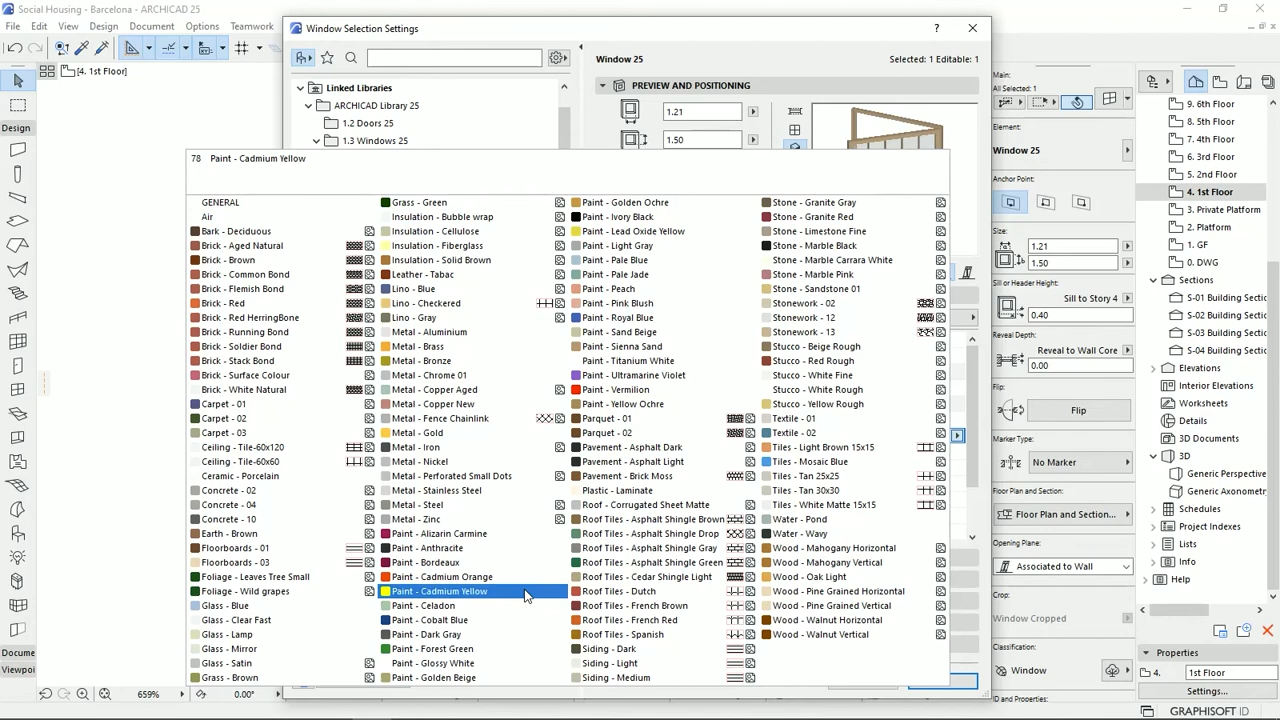 Social Housing - Barcelona - ARCHICAD 25
File Edit View Design Document Options
[4. 1st Floor]
Design
Docume
Viewpoi
659%
0.00°
Window Selection Settings
?
Linked Libraries
ARCHICAD Library 25
1.2 Doors 25
1.3 Windows 25
Window 25
Selected: 1 Editable: 1
PREVIEW AND POSITIONING
1.21
1.50
78 Paint - Cadmium Yellow
GENERAL
Air
Bark - Deciduous
Brick - Aged Natural
Brick - Brown
Brick - Common Bond
Brick - Flemish Bond
Brick - Red
Brick - Red HerringBone
Brick - Running Bond
Brick - Soldier Bond
Brick - Stack Bond
Brick - Surface Colour
Brick - White Natural
Carpet - 01
Carpet - 02
Carpet - 03
Ceiling - Tile-60x120
Ceiling - Tile-60x60
Ceramic - Porcelain
Concrete - 02
Concrete - 04
Concrete - 10
Earth - Brown
Floorboards - 01
Floorboards - 03
Foliage - Leaves Tree Small
Foliage - Wild grapes
Glass - Blue
Glass - Clear Fast
Glass - Lamp
Glass - Mirror
Glass - Satin
Grass - Brown
Grass - Green
Insulation - Bubble wrap
Insulation - Cellulose
Insulation - Fiberglass
Insulation - Solid Brown
Leather - Tabac
Lino - Blue
Lino - Checkered
Lino - Gray
Metal - Aluminium
Metal - Brass
Metal - Bronze
Metal - Chrome 01
Metal - Copper Aged
Metal - Copper New
Metal - Fence Chainlink
Metal - Gold
Metal - Iron
Metal - Nickel
Metal - Perforated Small Dots
Metal - Stainless Steel
Metal - Steel
Metal - Zinc
Paint - Alizarin Carmine
Paint - Anthracite
Paint - Bordeaux
Paint - Cadmium Orange
Paint - Cadmium Yellow
Paint - Celadon
Paint - Cobalt Blue
Paint - Dark Gray
Paint - Forest Green
Paint - Glossy White
Paint - Golden Beige
Paint - Golden Ochre
Paint - Ivory Black
Paint - Lead Oxide Yellow
Paint - Light Gray
Paint - Pale Blue
Paint - Pale Jade
Paint - Peach
Paint - Pink Blush
Paint - Royal Blue
Paint - Sand Beige
Paint - Sienna Sand
Paint - Titanium White
Paint - Ultramarine Violet
Paint - Vermilion
Paint - Yellow Ochre
Parquet - 01
Parquet - 02
Pavement - Asphalt Dark
Pavement - Asphalt Light
Pavement - Brick Moss
Plastic - Laminate
Roof - Corrugated Sheet Matte
Roof Tiles - Asphalt Shingle Brown
Roof Tiles - Asphalt Shingle Drop
Roof Tiles - Asphalt Shingle Gray
Roof Tiles - Asphalt Shingle Green
Roof Tiles - Cedar Shingle Light
Roof Tiles - Dutch
Roof Tiles - French Brown
Roof Tiles - French Red
Roof Tiles - Spanish
Siding - Dark
Siding - Light
Siding - Medium
Stone - Granite Gray
Stone - Granite Red
Stone - Limestone Fine
Stone - Marble Black
Stone - Marble Carrara White
Stone - Marble Pink
Stone - Sandstone 01
Stonework - 02
Stonework - 12
Stonework - 13
Stucco - Beige Rough
Stucco - Red Rough
Stucco - White Fine
Stucco - White Rough
Stucco - Yellow Rough
Textile - 01
Textile - 02
Tiles - Light Brown 15x15
Tiles - Mosaic Blue
Tiles - Tan 25x25
Tiles - Tan 30x30
Tiles - White Matte 15x15
Water - Pond
Water - Wavy
Wood - Mahogany Horizontal
Wood - Mahogany Vertical
Wood - Oak Light
Wood - Pine Grained Horizontal
Wood - Pine Grained Vertical
Wood - Walnut Horizontal
Wood - Walnut Vertical
Main:
All Selected: 1
Element:
Window 25
Anchor Point:
Size:
1.21
1.50
Sill or Header Height:
Sill to Story 4
0.40
Reveal Depth:
Reveal to Wall Core
0.00
Flip:
Flip
Marker Type:
No Marker
Floor Plan and Section:
Floor Plan and Section...
Opening Plane:
Associated to Wall
Crop:
Window Cropped
Classification:
Window
ID and Properties:
9. 6th Floor
8. 5th Floor
7. 4th Floor
6. 3rd Floor
5. 2nd Floor
4. 1st Floor
3. Private Platform
2. Platform
1. GF
0. DWG
Sections
S-01 Building Sectic
S-02 Building Sectic
S-03 Building Sectic
S-04 Building Sectic
Elevations
Interior Elevations
Worksheets
Details
3D Documents
3D
Generic Perspective
Generic Axonometr
Schedules
Project Indexes
Lists
Info
Help
Properties
4. 1st Floor
Settings...
GRAPHISOFT ID